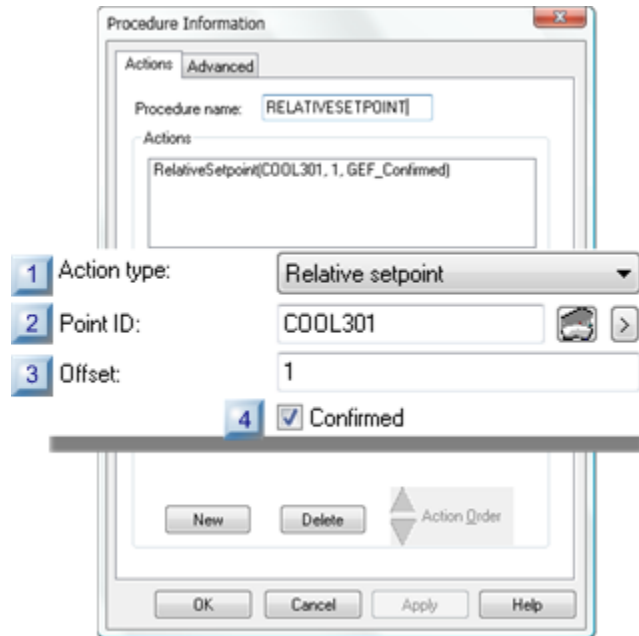 Procedure Information
Actions Advanced
Procedure name: RELATIVESETPOINT
Actions
RelativeSetpoint(COOL301, 1, GEF_Confirmed)
1 Action type: Relative setpoint
2 Point ID: COOL301 >
3 Offset: 1
4 Confirmed
New Delete Action Order
OK Cancel Apply Help